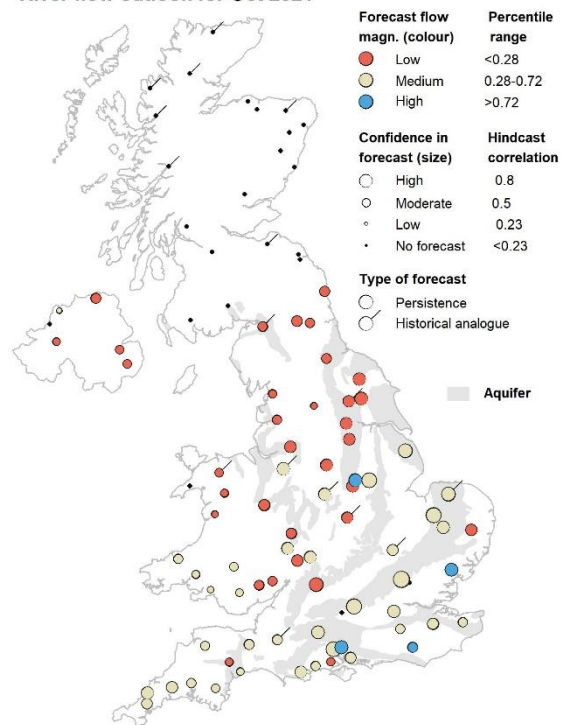 Forecast flow Percentile
magn. (colour) range
Low <0.28
Medium 0.28-0.72
High >0.72
Confidence in Hindcast
forecast (size) correlation
High 0.8
Moderate 0.5
Low 0.23
No forecast <0.23
Type of forecast
Persistence
Historical analogue
Aquifer